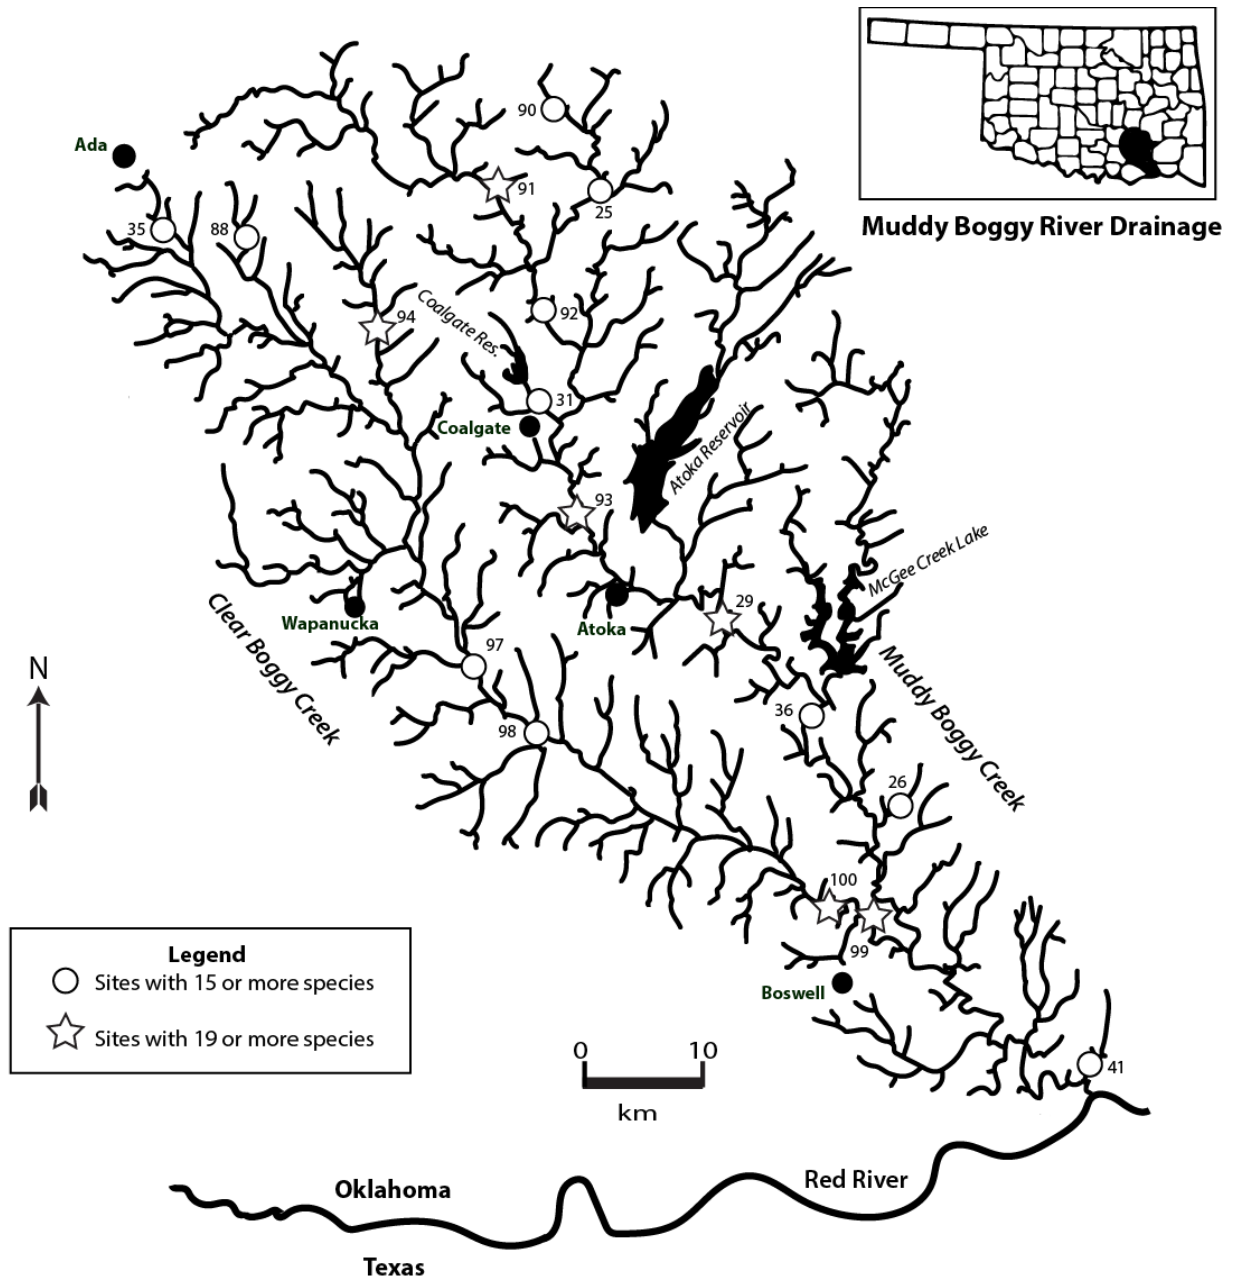 Muddy Boggy River Drainage
90
Ada
91
25
35
88
Coalgate Res.
92
94
31
Coalgate
Atoka Reservoir
93
McGee Creek Lake
29
Wapanucka
Atoka
Clear Boggy Creek
97
Muddy Boggy Creek
N
36
98
26
100
99
Boswell
Legend
Sites with 15 or more species
Sites with 19 or more species
0 10
km
41
Red River
Oklahoma
Texas